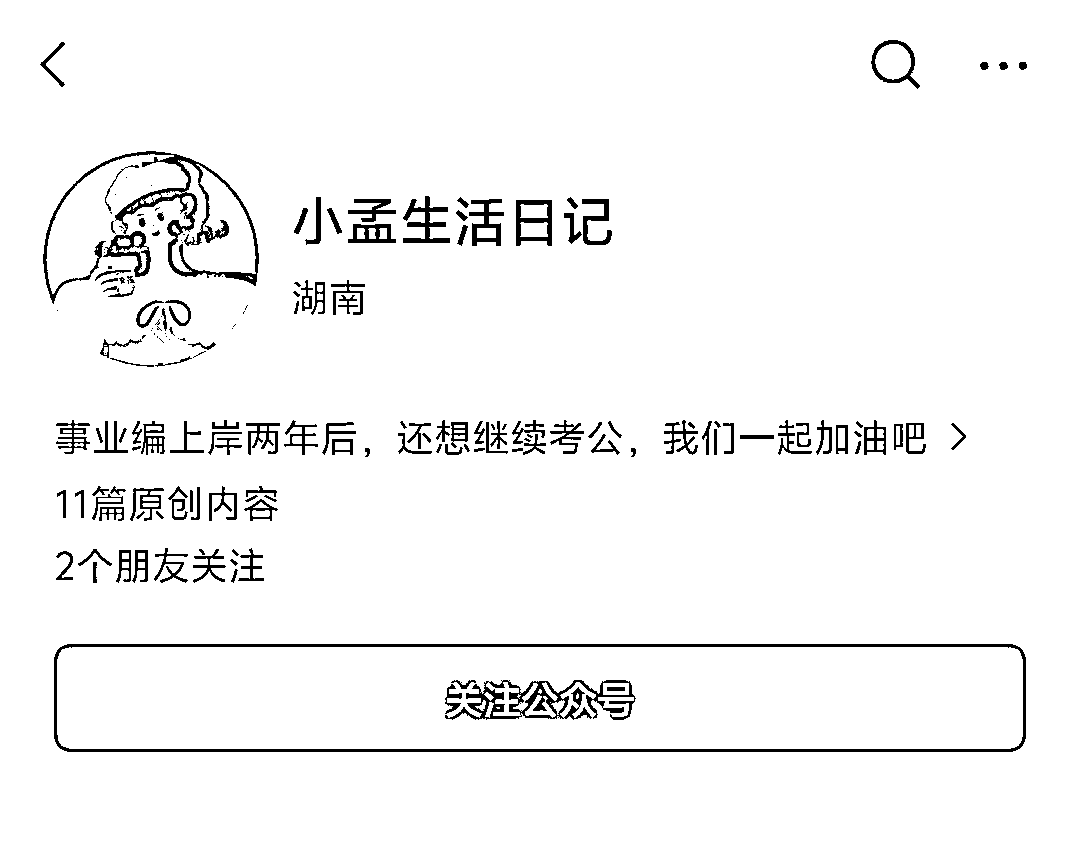 小孟生活日记
湖南
事业编上岸两年后，还想继续考公，我们一起加油吧
11篇原创内容
2个朋友关注
关注公众号